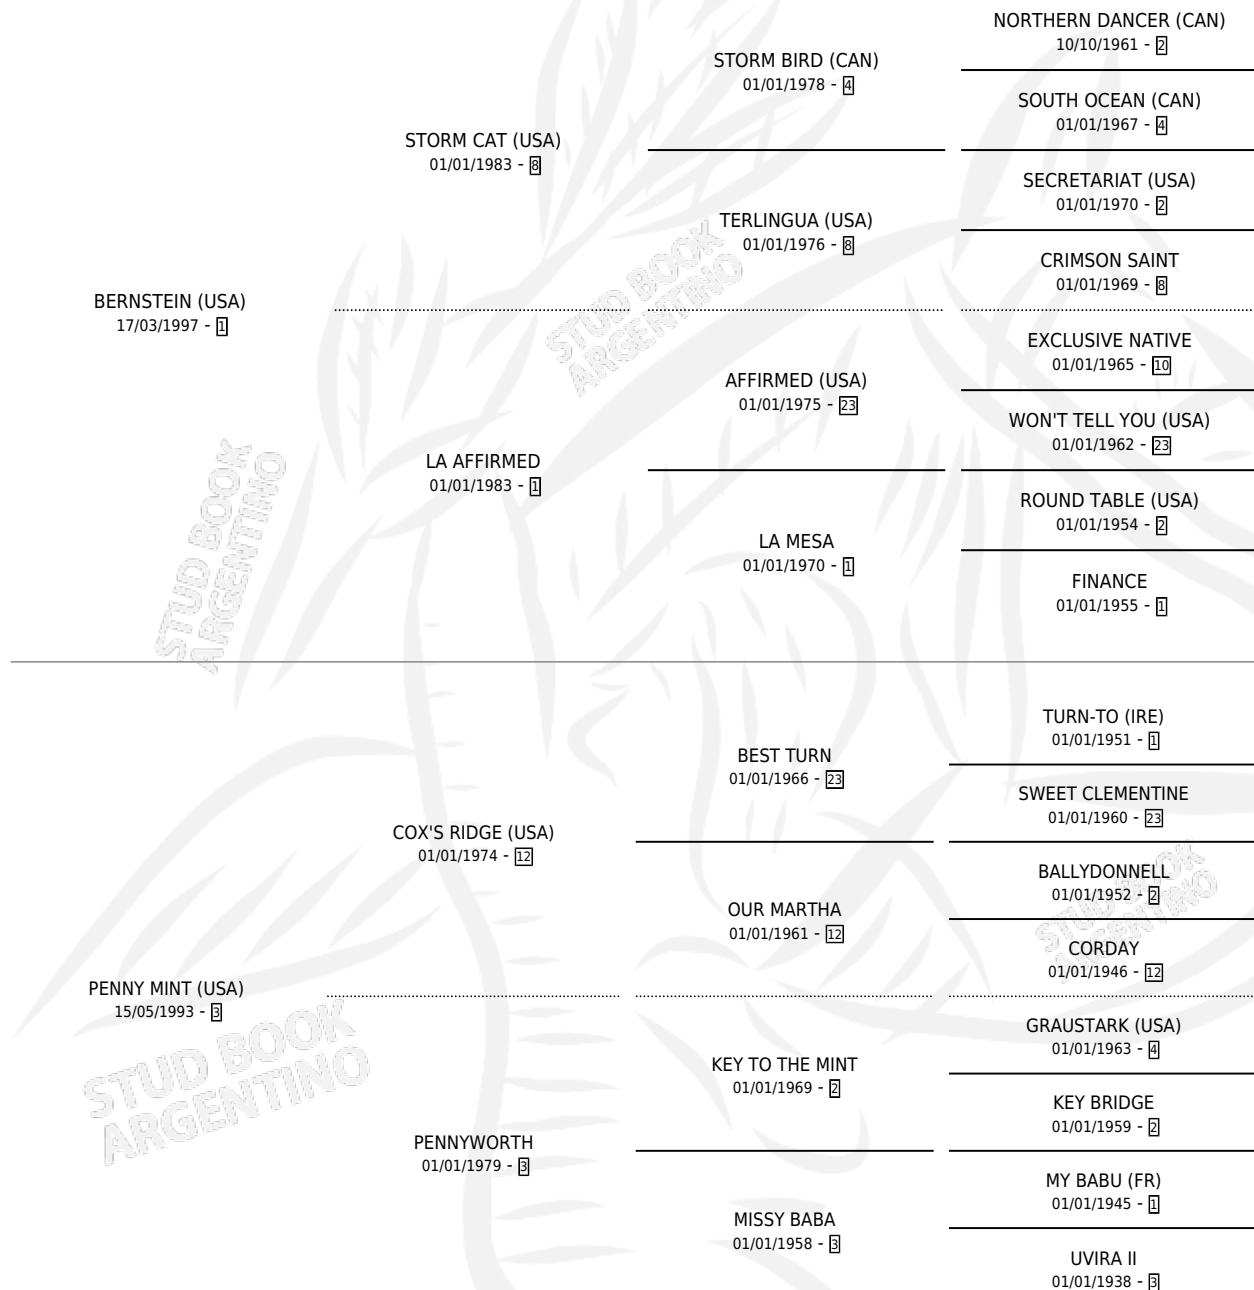 NORTHERN DANCER (CAN)
10/10/1961 - 2
STORM BIRD (CAN)
01/01/1978 - 4
SOUTH OCEAN (CAN)
01/01/1967 - 4
STORM CAT (USA)
01/01/1983 - 8
SECRETARIAT (USA)
01/01/1970 - 2
TERLINGUA (USA)
01/01/1976 - 8
CRIMSON SAINT
01/01/1969 - 8
BERNSTEIN (USA)
17/03/1997 - 1
EXCLUSIVE NATIVE
01/01/1965 - 10
AFFIRMED (USA)
01/01/1975 - 23
WON'T TELL YOU (USA)
01/01/1962 - 23
LA AFFIRMED
01/01/1983 - 1
ROUND TABLE (USA)
01/01/1954 - 2
LA MESA
01/01/1970 - 1
FINANCE
01/01/1955 - 1
TURN-TO (IRE)
01/01/1951 - 1
BEST TURN
01/01/1966 - 23
SWEET CLEMENTINE
01/01/1960 - 23
COX'S RIDGE (USA)
01/01/1974 - 12
BALLYDONNELL
01/01/1952 - 2
OUR MARTHA
01/01/1961 - 12
CORDAY
01/01/1946 - 12
PENNY MINT (USA)
15/05/1993 - 3
GRAUSTARK (USA)
01/01/1963 - 4
KEY TO THE MINT
01/01/1969 - 2
KEY BRIDGE
01/01/1959 - 2
PENNYWORTH
01/01/1979 - 3
MY BABU (FR)
01/01/1945 - 1
MISSY BABA
01/01/1958 - 3
UVIRA II
01/01/1938 - 3
STUD BOOK
ARGENTINO
STUD BOOK
ARGENTINO
STUD BOOK
ARGENTINO
STUD BOOK
ARGENTINO